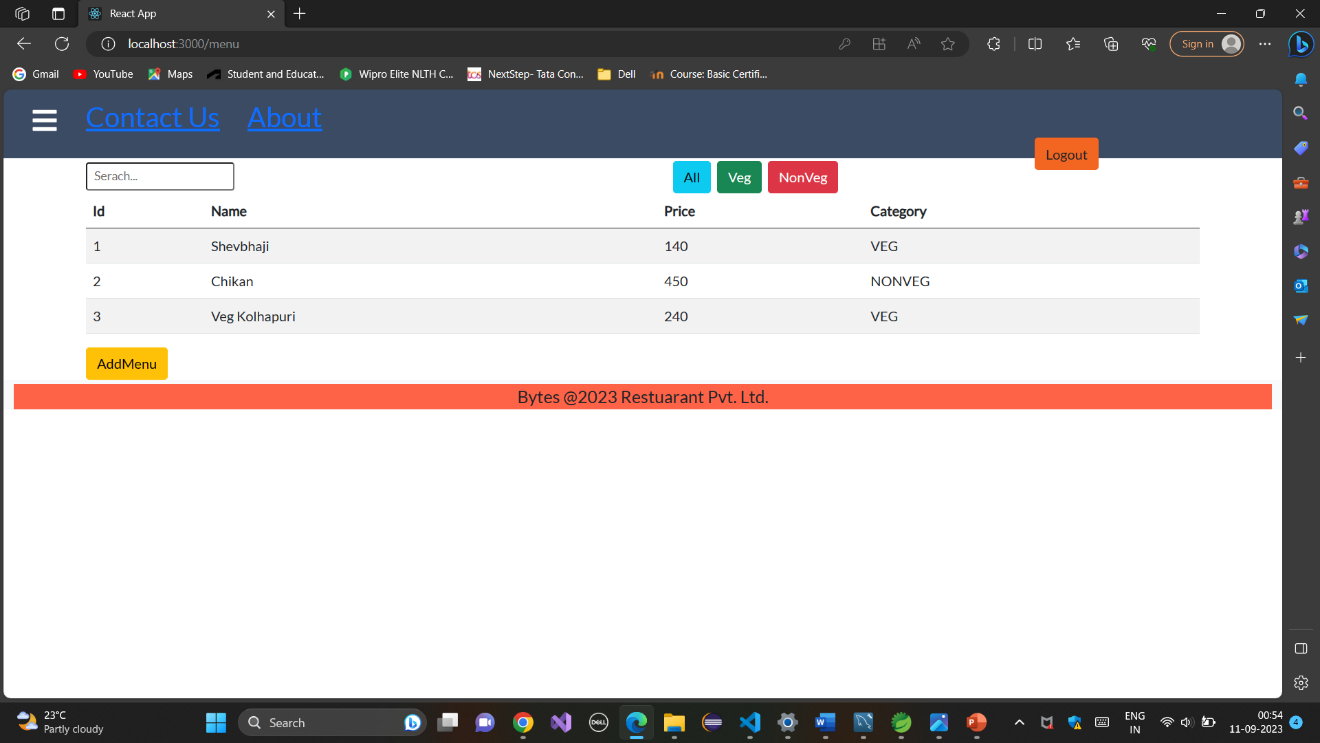 React App
localhost:3000/menu
Sign in
Gmail YouTube Maps Student and Educat... Wipro Elite NLTH C... NextStep- Tata Con... Dell Course: Basic Certifi...
Contact Us About
Logout
Serach... All Veg NonVeg
Id Name Price Category
1 Shevbhaji 140 VEG
2 Chikan 450 NONVEG
3 Veg Kolhapuri 240 VEG
AddMenu
Bytes @2023 Restuarant Pvt. Ltd.
23°C
Partly cloudy
Search
DELL
ENG
IN
00:54
11-09-2023
4